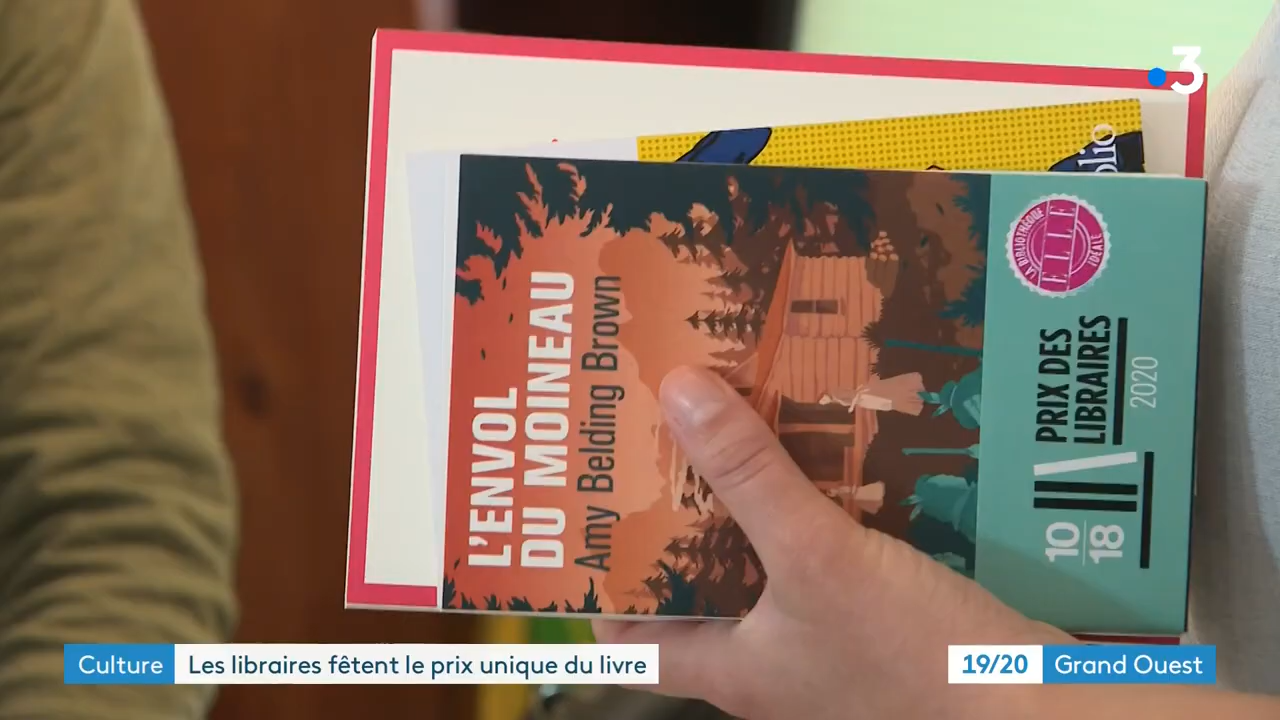 3
olio
L'ENVOL
DU MOINEAU
Amy Belding Brown
LA BIBLIOTHÈQUE
ELLE
IDÉALE
PRIX DES
LIBRAIRES
2020
10
18
Culture
Les libraires fêtent le prix unique du livre
19/20
Grand Ouest